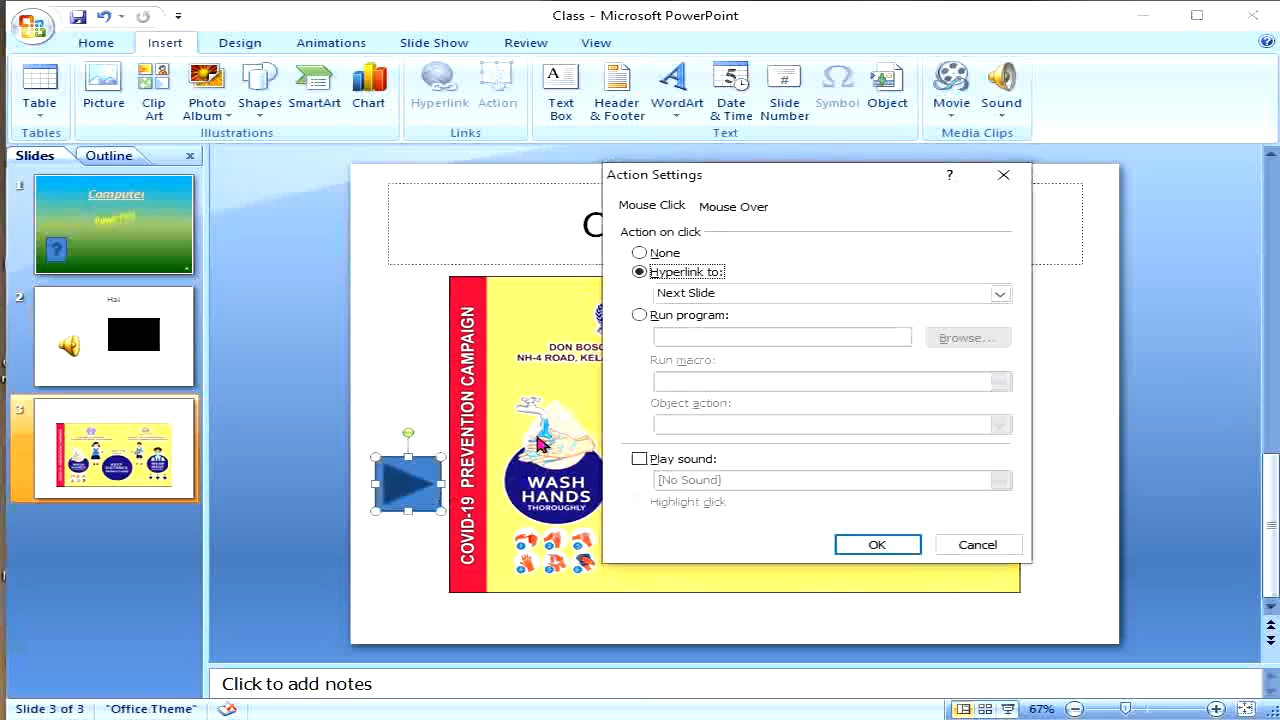 Class - Microsoft PowerPoint
Home Insert Design Animations Slide Show Review View
Table Picture Clip Art Photo Album Shapes SmartArt Chart Hyperlink Action Text Box Header & Footer WordArt Date & Time Slide Number Symbol Object Movie Sound
Tables Illustrations Links Text Media Clips
Slides Outline
1
Computer
2
Hai
3
C
COVID-19 PREVENTION CAMPAIGN
DON BOSC
NH-4 ROAD, KEL
WASH
HANDS
THOROUGHLY
Action Settings
Mouse Click Mouse Over
Action on click
None
Hyperlink to:
Next Slide
Run program:
Browse...
Run macro:
Object action:
Play sound:
[No Sound]
Highlight click
OK Cancel
Click to add notes
Slide 3 of 3 "Office Theme" 67%